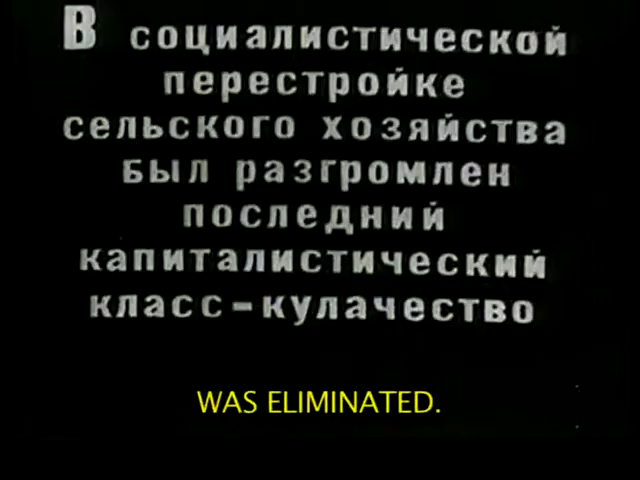 В социалистической
перестройке
сельского хозяйства
был разгромлен
последний
капиталистический
класс-кулачество
WAS ELIMINATED.